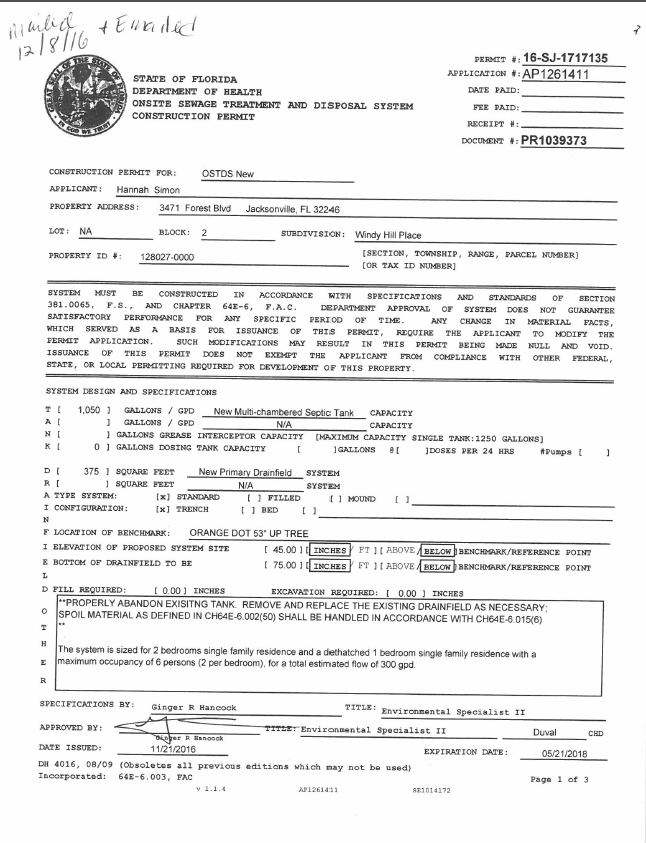 Mailed + Emailed
12/8/16
PERMIT #: 16-SJ-1717135
APPLICATION #: AP1261411
DATE PAID:
FEE PAID:
RECEIPT #:
DOCUMENT #: PR1039373
STATE OF FLORIDA
DEPARTMENT OF HEALTH
ONSITE SEWAGE TREATMENT AND DISPOSAL SYSTEM
CONSTRUCTION PERMIT
GREAT SEAL OF THE STATE OF FLORIDA
IN GOD WE TRUST
CONSTRUCTION PERMIT FOR: OSTDS New
APPLICANT: Hannah Simon
PROPERTY ADDRESS: 3471 Forest Blvd Jacksonville, FL 32246
LOT: NA BLOCK: 2 SUBDIVISION: Windy Hill Place
PROPERTY ID #: 128027-0000 [SECTION, TOWNSHIP, RANGE, PARCEL NUMBER]
[OR TAX ID NUMBER]
SYSTEM MUST BE CONSTRUCTED IN ACCORDANCE WITH SPECIFICATIONS AND STANDARDS OF SECTION
381.0065, F.S., AND CHAPTER 64E-6, F.A.C. DEPARTMENT APPROVAL OF SYSTEM DOES NOT GUARANTEE
SATISFACTORY PERFORMANCE FOR ANY SPECIFIC PERIOD OF TIME. ANY CHANGE IN MATERIAL FACTS,
WHICH SERVED AS A BASIS FOR ISSUANCE OF THIS PERMIT, REQUIRE THE APPLICANT TO MODIFY THE
PERMIT APPLICATION. SUCH MODIFICATIONS MAY RESULT IN THIS PERMIT BEING MADE NULL AND VOID.
ISSUANCE OF THIS PERMIT DOES NOT EXEMPT THE APPLICANT FROM COMPLIANCE WITH OTHER FEDERAL,
STATE, OR LOCAL PERMITTING REQUIRED FOR DEVELOPMENT OF THIS PROPERTY.
SYSTEM DESIGN AND SPECIFICATIONS
T [ 1,050 ] GALLONS / GPD New Multi-chambered Septic Tank CAPACITY
A [ ] GALLONS / GPD N/A CAPACITY
N [ ] GALLONS GREASE INTERCEPTOR CAPACITY [MAXIMUM CAPACITY SINGLE TANK:1250 GALLONS]
K [ 0 ] GALLONS DOSING TANK CAPACITY [ ]GALLONS @[ ]DOSES PER 24 HRS #Pumps [ ]
D [ 375 ] SQUARE FEET New Primary Drainfield SYSTEM
R [ ] SQUARE FEET N/A SYSTEM
A TYPE SYSTEM: [x] STANDARD [ ] FILLED [ ] MOUND [ ]
I CONFIGURATION: [x] TRENCH [ ] BED [ ]
N
F LOCATION OF BENCHMARK: ORANGE DOT 53" UP TREE
I ELEVATION OF PROPOSED SYSTEM SITE [ 45.00 ] [ INCHES / FT ] [ ABOVE / BELOW ] BENCHMARK/REFERENCE POINT
E BOTTOM OF DRAINFIELD TO BE [ 75.00 ] [ INCHES / FT ] [ ABOVE / BELOW ] BENCHMARK/REFERENCE POINT
L
D FILL REQUIRED: [ 0.00 ] INCHES EXCAVATION REQUIRED: [ 0.00 ] INCHES
O T H E R
**PROPERLY ABANDON EXISITNG TANK. REMOVE AND REPLACE THE EXISTING DRAINFIELD AS NECESSARY;
SPOIL MATERIAL AS DEFINED IN CH64E-6.002(50) SHALL BE HANDLED IN ACCORDANCE WITH CH64E-6.015(6)
**
The system is sized for 2 bedrooms single family residence and a diethatched 1 bedroom single family residence with a
maximum occupancy of 6 persons (2 per bedroom), for a total estimated flow of 300 gpd.
SPECIFICATIONS BY: Ginger R Hancock TITLE: Environmental Specialist II
APPROVED BY: TITLE: Environmental Specialist II Duval CHD
Ginger R Hancock
DATE ISSUED: 11/21/2016 EXPIRATION DATE: 05/21/2018
DH 4016, 08/09 (Obsoletes all previous editions which may not be used)
Incorporated: 64E-6.003, FAC Page 1 of 3
v 1.1.4 AP1261411 SE1014172